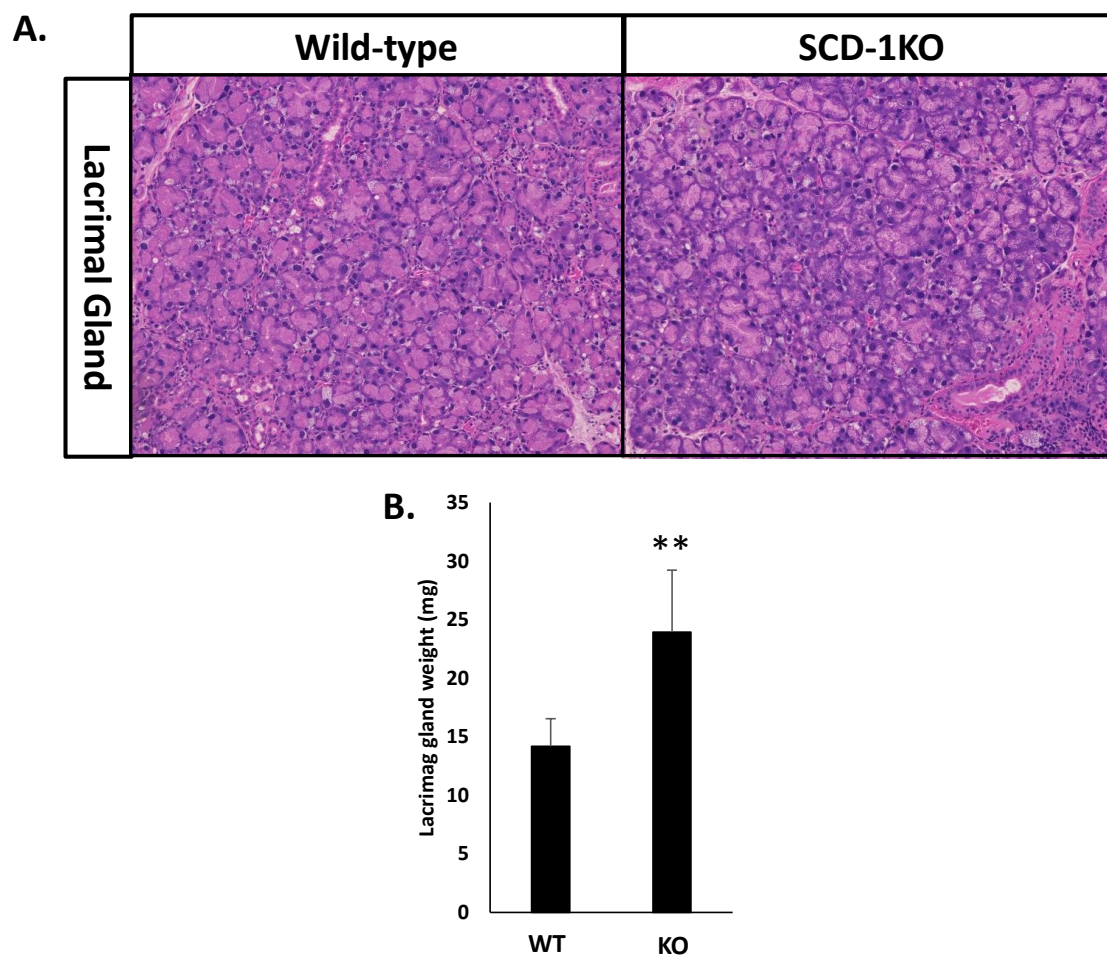 A.
Wild-type
SCD-1KO
Lacrimal Gland
B.
Lacrimag gland weight (mg)
35
30
25
20
15
10
5
0
**
WT
KO